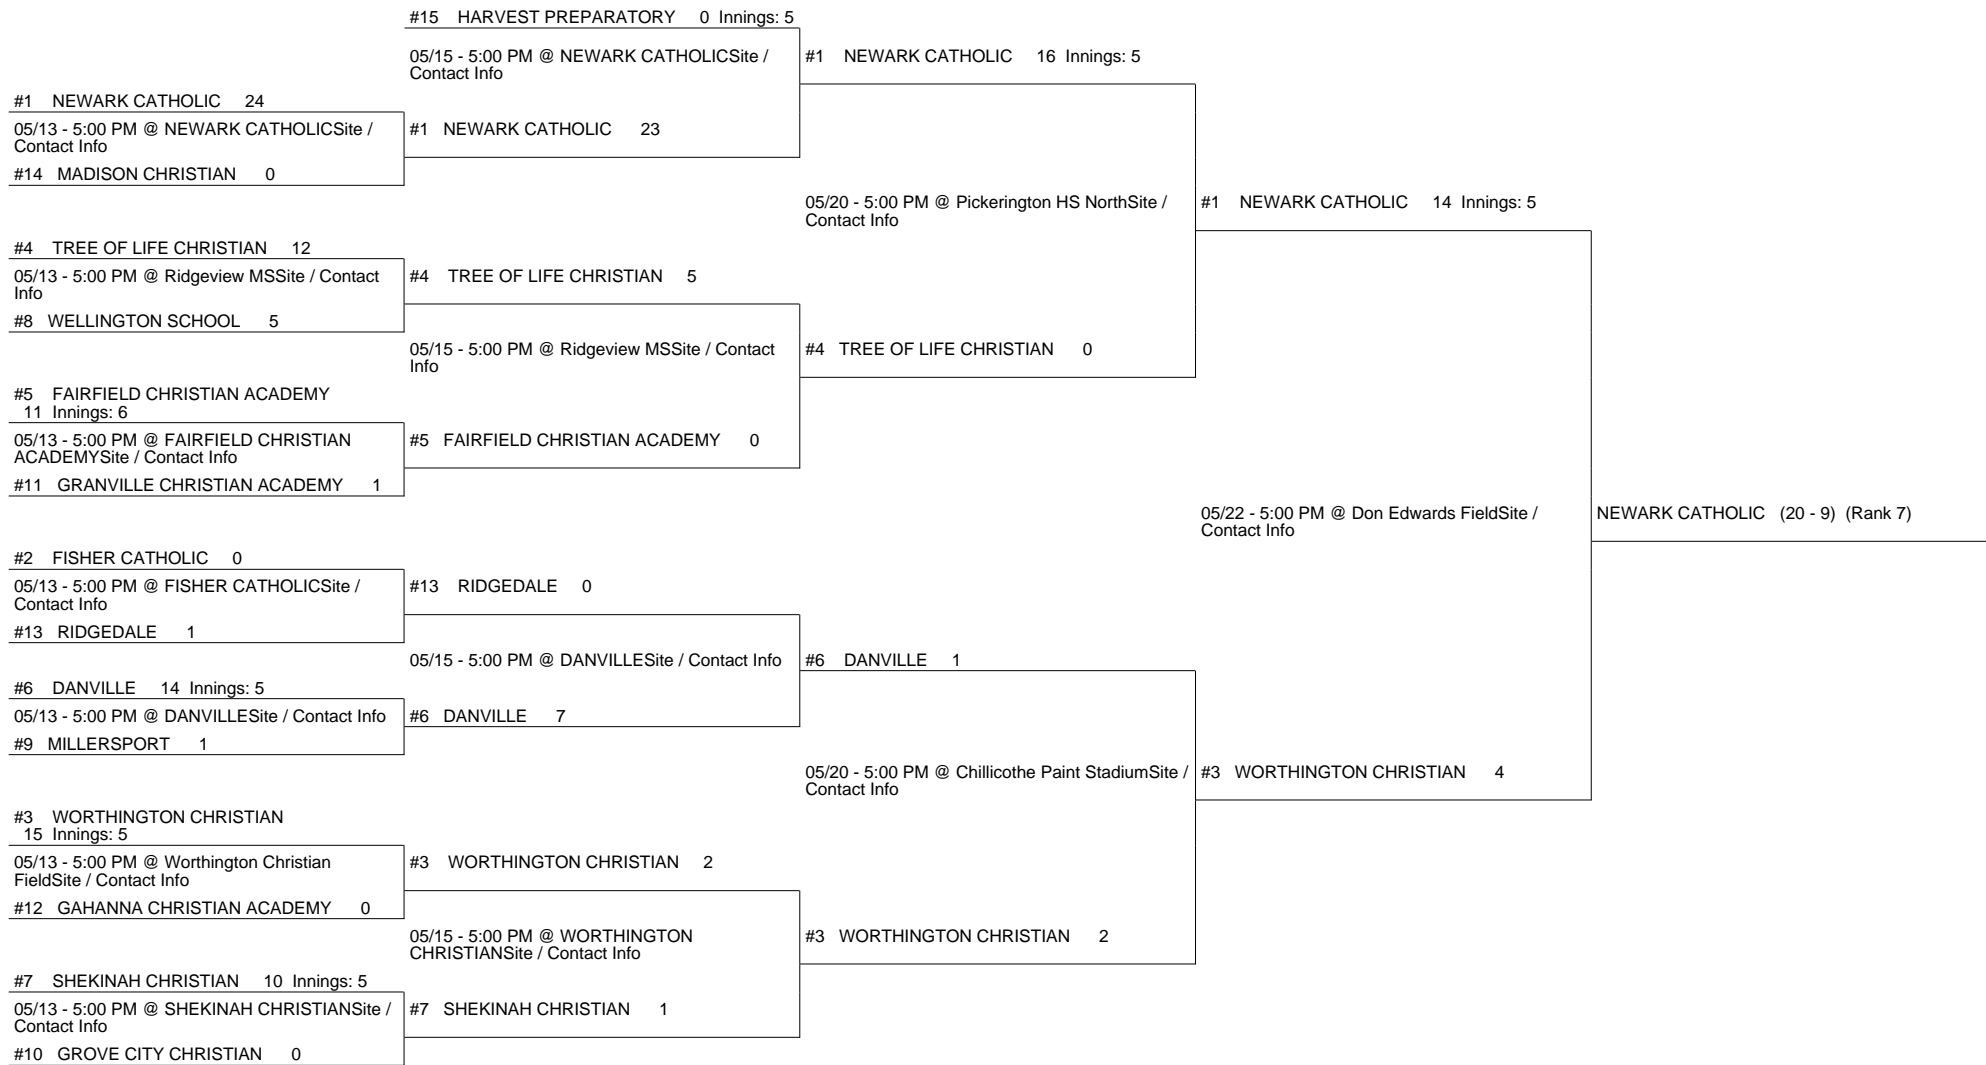 #15 HARVEST PREPARATORY 0 Innings: 5
05/15 - 5:00 PM @ NEWARK CATHOLICSite /
Contact Info
#1 NEWARK CATHOLIC 16 Innings: 5
#1 NEWARK CATHOLIC 24
05/13 - 5:00 PM @ NEWARK CATHOLICSite /
Contact Info
#1 NEWARK CATHOLIC 23
#14 MADISON CHRISTIAN 0
05/20 - 5:00 PM @ Pickerington HS NorthSite /
Contact Info
#1 NEWARK CATHOLIC 14 Innings: 5
#4 TREE OF LIFE CHRISTIAN 12
05/13 - 5:00 PM @ Ridgeview MSSite / Contact
Info
#4 TREE OF LIFE CHRISTIAN 5
#8 WELLINGTON SCHOOL 5
05/15 - 5:00 PM @ Ridgeview MSSite / Contact
Info
#4 TREE OF LIFE CHRISTIAN 0
#5 FAIRFIELD CHRISTIAN ACADEMY
11 Innings: 6
05/13 - 5:00 PM @ FAIRFIELD CHRISTIAN
ACADEMYSite / Contact Info
#5 FAIRFIELD CHRISTIAN ACADEMY 0
#11 GRANVILLE CHRISTIAN ACADEMY 1
05/22 - 5:00 PM @ Don Edwards FieldSite /
Contact Info
NEWARK CATHOLIC (20 - 9) (Rank 7)
#2 FISHER CATHOLIC 0
05/13 - 5:00 PM @ FISHER CATHOLICSite /
Contact Info
#13 RIDGEDALE 0
#13 RIDGEDALE 1
05/15 - 5:00 PM @ DANVILLESite / Contact Info
#6 DANVILLE 1
#6 DANVILLE 14 Innings: 5
05/13 - 5:00 PM @ DANVILLESite / Contact Info
#6 DANVILLE 7
#9 MILLERSPORT 1
05/20 - 5:00 PM @ Chillicothe Paint StadiumSite /
Contact Info
#3 WORTHINGTON CHRISTIAN 4
#3 WORTHINGTON CHRISTIAN
15 Innings: 5
05/13 - 5:00 PM @ Worthington Christian
FieldSite / Contact Info
#3 WORTHINGTON CHRISTIAN 2
#12 GAHANNA CHRISTIAN ACADEMY 0
05/15 - 5:00 PM @ WORTHINGTON
CHRISTIANSite / Contact Info
#3 WORTHINGTON CHRISTIAN 2
#7 SHEKINAH CHRISTIAN 10 Innings: 5
05/13 - 5:00 PM @ SHEKINAH CHRISTIANSite /
Contact Info
#7 SHEKINAH CHRISTIAN 1
#10 GROVE CITY CHRISTIAN 0